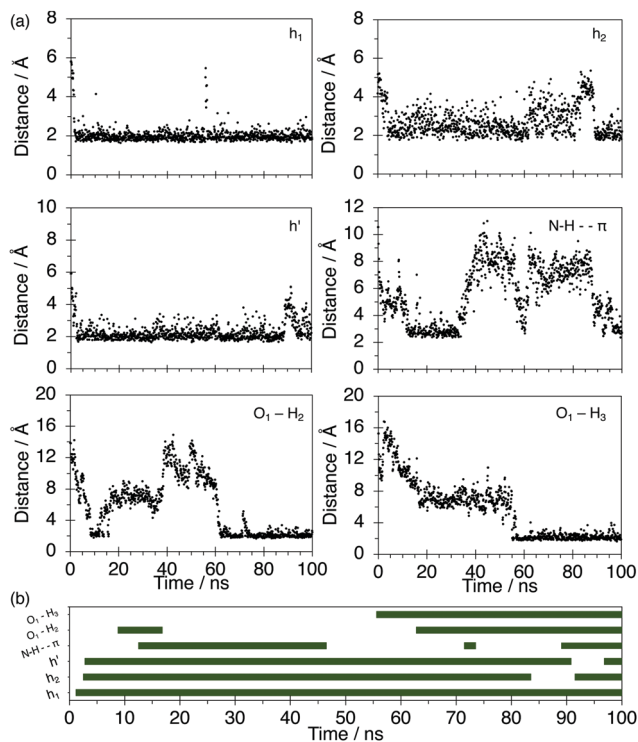 (a)
8
6
4
2
0
Distance / Å
h₁
8
6
4
2
0
Distance / Å
h₂
10
8
6
4
2
0
Distance / Å
h'
12
10
8
6
4
2
0
Distance / Å
N-H - - π
20
16
12
8
4
0
Distance / Å
O₁ – H₂
0 20 40 60 80 100
Time / ns
20
16
12
8
4
0
Distance / Å
O₁ – H₃
0 20 40 60 80 100
Time / ns
(b)
O₁ – H₃
O₁ – H₂
N-H - - π
h'
h₂
h₁
0 10 20 30 40 50 60 70 80 90 100
Time / ns